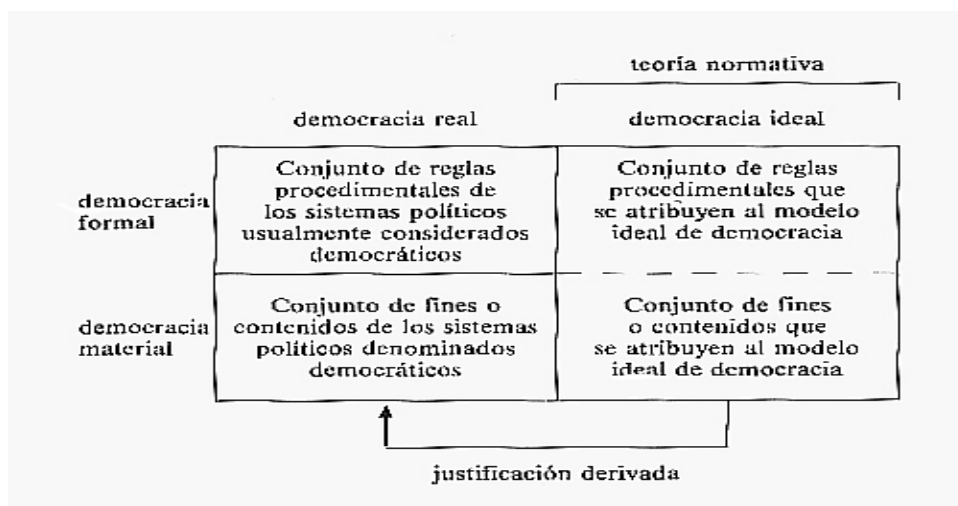 teoría normativa
democracia real
democracia ideal
democracia
formal
Conjunto de reglas
procedimentales de
los sistemas políticos
usualmente considerados
democráticos
Conjunto de reglas
procedimentales que
se atribuyen al modelo
ideal de democracia
democracia
material
Conjunto de fines o
contenidos de los sistemas
políticos denominados
democráticos
Conjunto de fines
o contenidos que
se atribuyen al modelo
ideal de democracia
justificación derivada